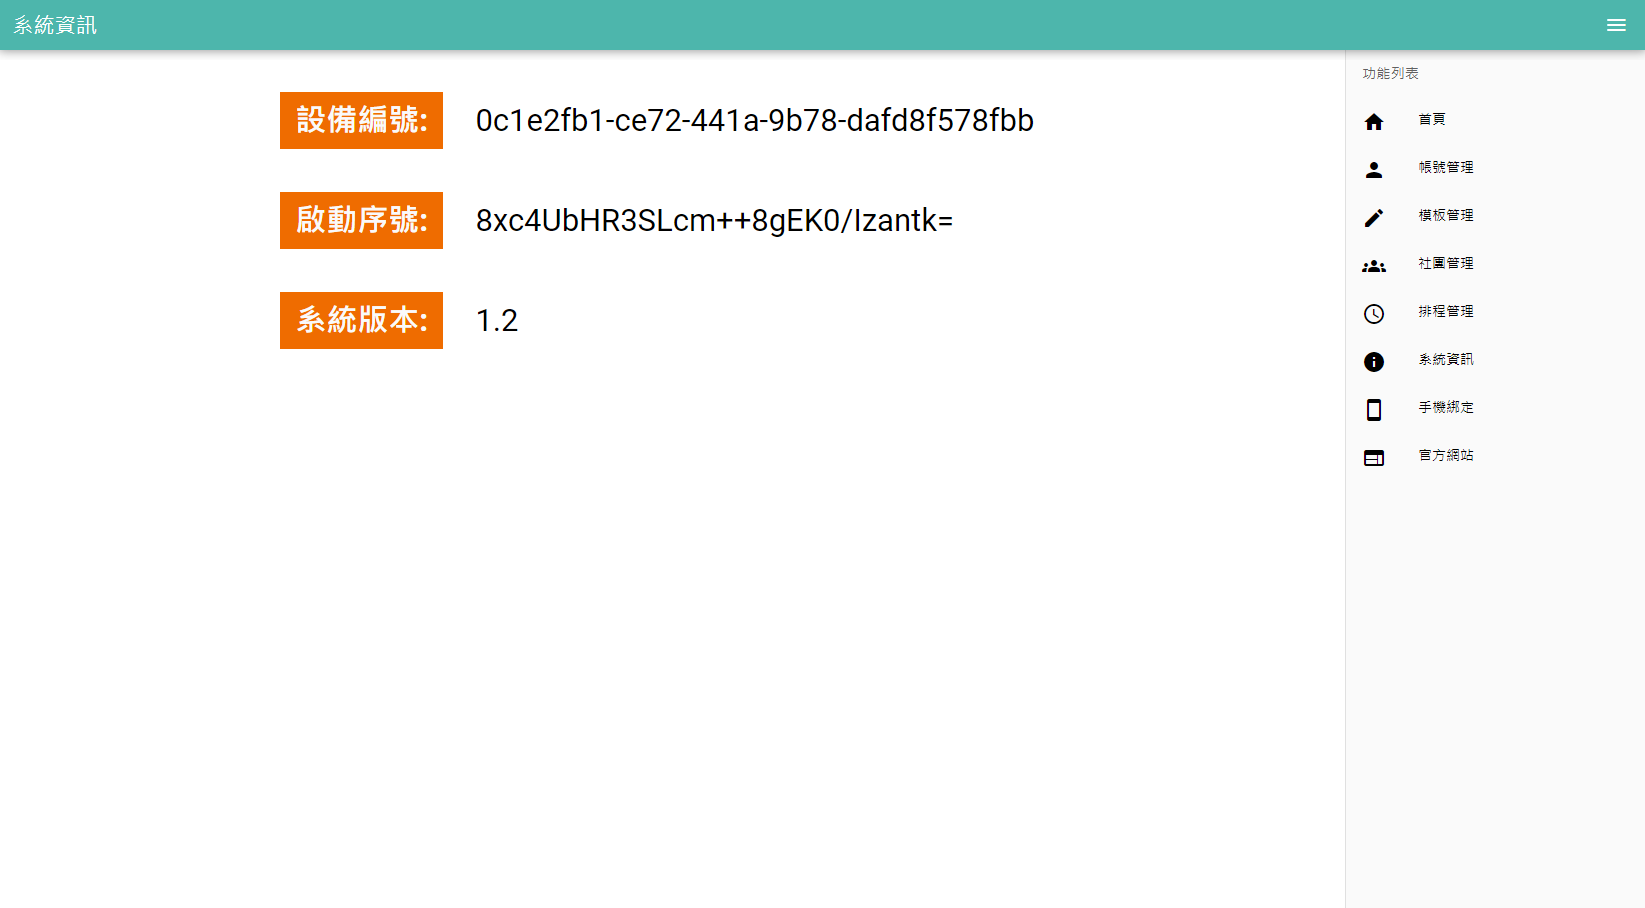 系統資訊
設備編號: 0c1e2fb1-ce72-441a-9b78-dafd8f578fbb
啟動序號: 8xc4UbHR3SLcm++8gEK0/Izantk=
系統版本: 1.2
功能列表
首頁
帳號管理
模板管理
社團管理
排程管理
系統資訊
手機綁定
官方網站